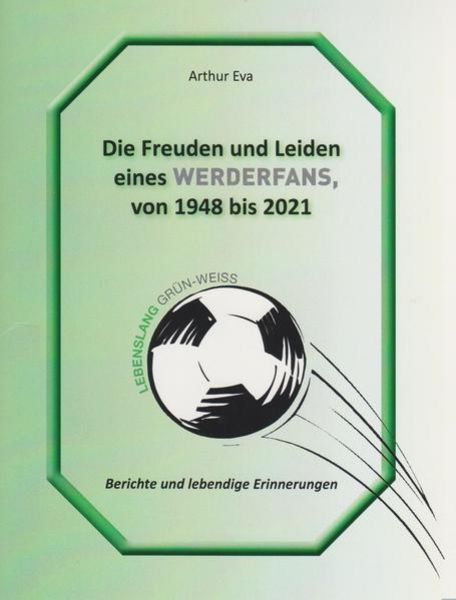 Arthur Eva
Die Freuden und Leiden
eines WERDERFANS,
von 1948 bis 2021
LEBENSLANG GRÜN-WEISS
Berichte und lebendige Erinnerungen